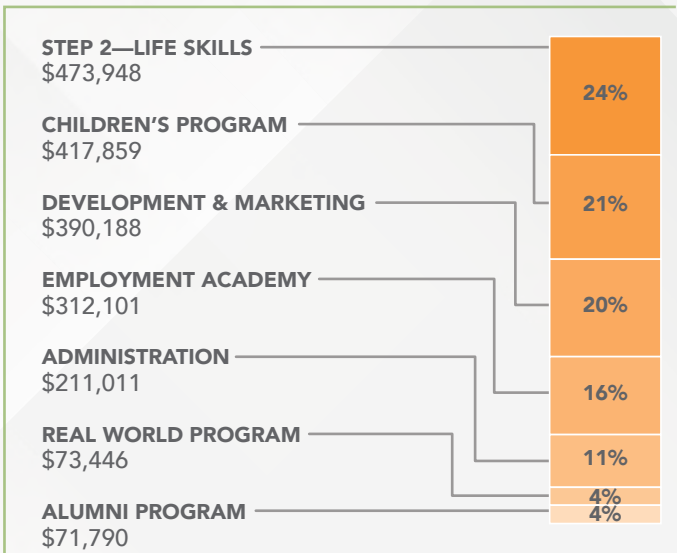 STEP 2—LIFE SKILLS
$473,948
24%
CHILDREN'S PROGRAM
$417,859
21%
DEVELOPMENT & MARKETING
$390,188
20%
EMPLOYMENT ACADEMY
$312,101
16%
ADMINISTRATION
$211,011
11%
REAL WORLD PROGRAM
$73,446
4%
ALUMNI PROGRAM
$71,790
4%